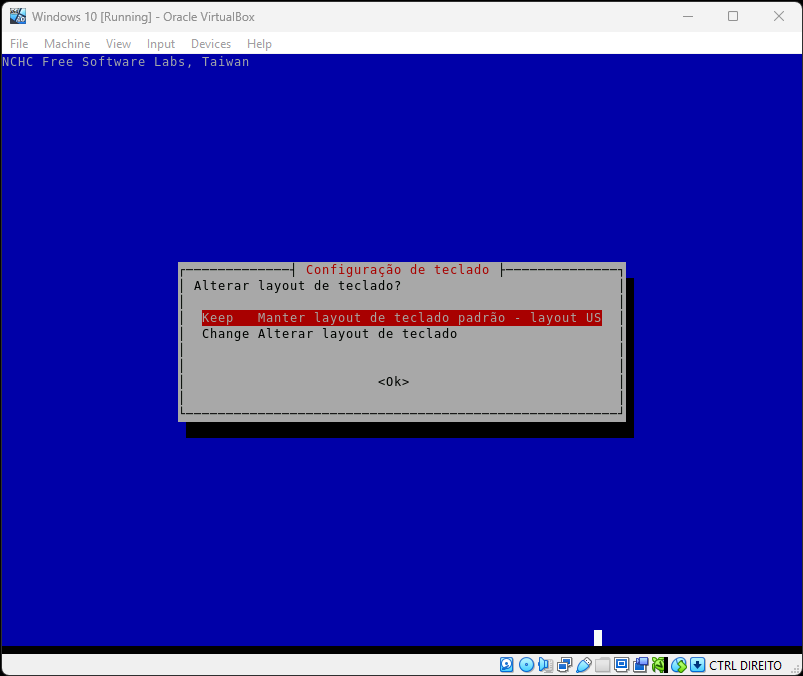 Windows 10 [Running] - Oracle VirtualBox
File Machine View Input Devices Help
NCHC Free Software Labs, Taiwan
Configuração de teclado
Alterar layout de teclado?
Keep Manter layout de teclado padrão - layout US
Change Alterar layout de teclado
<Ok>
CTRL DIREITO